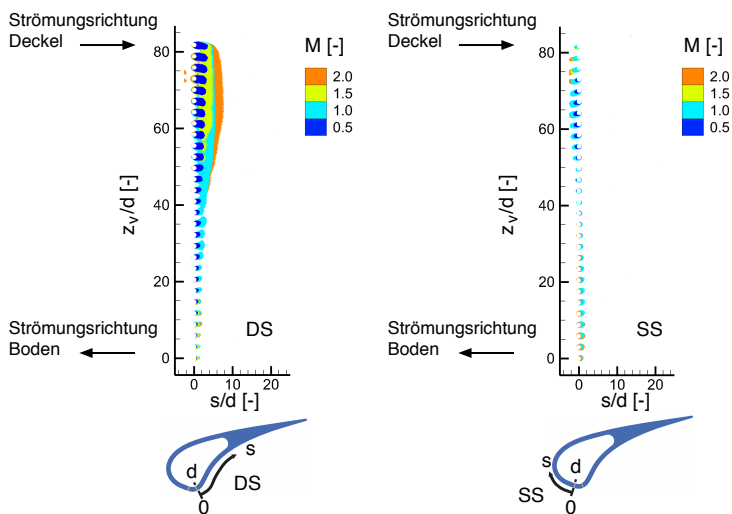 Strömungsrichtung
Deckel
M [-]
2.0
1.5
1.0
0.5
80
60
40
20
0
z_v/d [-]
Strömungsrichtung
Boden
DS
0 10 20
s/d [-]
d
s
DS
0
Strömungsrichtung
Deckel
M [-]
2.0
1.5
1.0
0.5
80
60
40
20
0
z_v/d [-]
Strömungsrichtung
Boden
SS
0 10 20
s/d [-]
s
d
SS
0